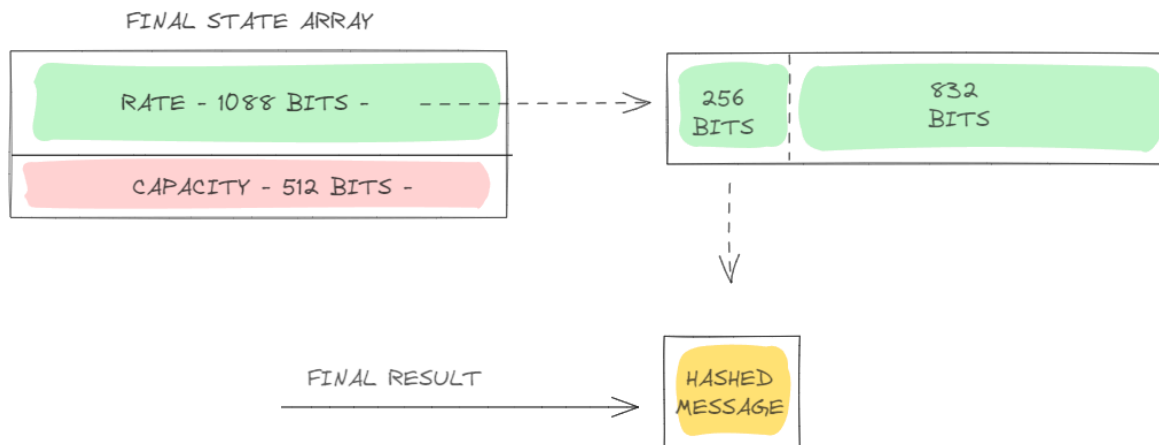 FINAL STATE ARRAY
RATE - 1088 BITS -
CAPACITY - 512 BITS -
256
BITS
832
BITS
FINAL RESULT
HASHED
MESSAGE